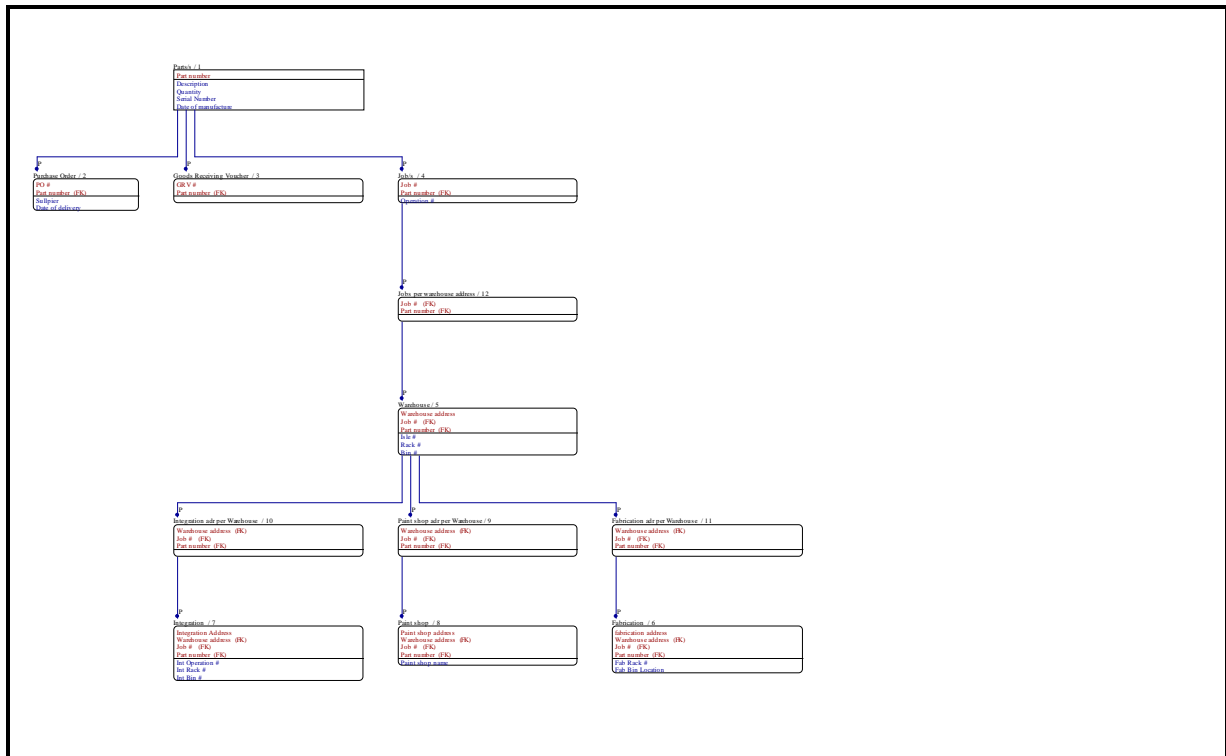 Parts/s / 1
Part number
Description
Quantity
Serial Number
Date of manufacture
P
P
P
Purchase Order / 2
PO #
Part number (FK)
Sullpier
Date of delivery
Goods Receiving Voucher / 3
GRV #
Part number (FK)
Job/s / 4
Job #
Part number (FK)
Operation #
P
Jobs per warehouse address / 12
Job # (FK)
Part number (FK)
P
Warehouse / 5
Warehouse address
Job # (FK)
Part number (FK)
Isle #
Rack #
Bin #
P
P
P
Integration adr per Warehouse / 10
Warehouse address (FK)
Job # (FK)
Part number (FK)
Paint shop adr per Warehouse / 9
Warehouse address (FK)
Job # (FK)
Part number (FK)
Fabrication adr per Warehouse / 11
Warehouse address (FK)
Job # (FK)
Part number (FK)
P
P
P
Integration / 7
Integration Address
Warehouse address (FK)
Job # (FK)
Part number (FK)
Int Operation #
Int Rack #
Int Bin #
Paint shop / 8
Paint shop address
Warehouse address (FK)
Job # (FK)
Part number (FK)
Paint shop name
Fabrication / 6
fabrication address
Warehouse address (FK)
Job # (FK)
Part number (FK)
Fab Rack #
Fab Bin Location